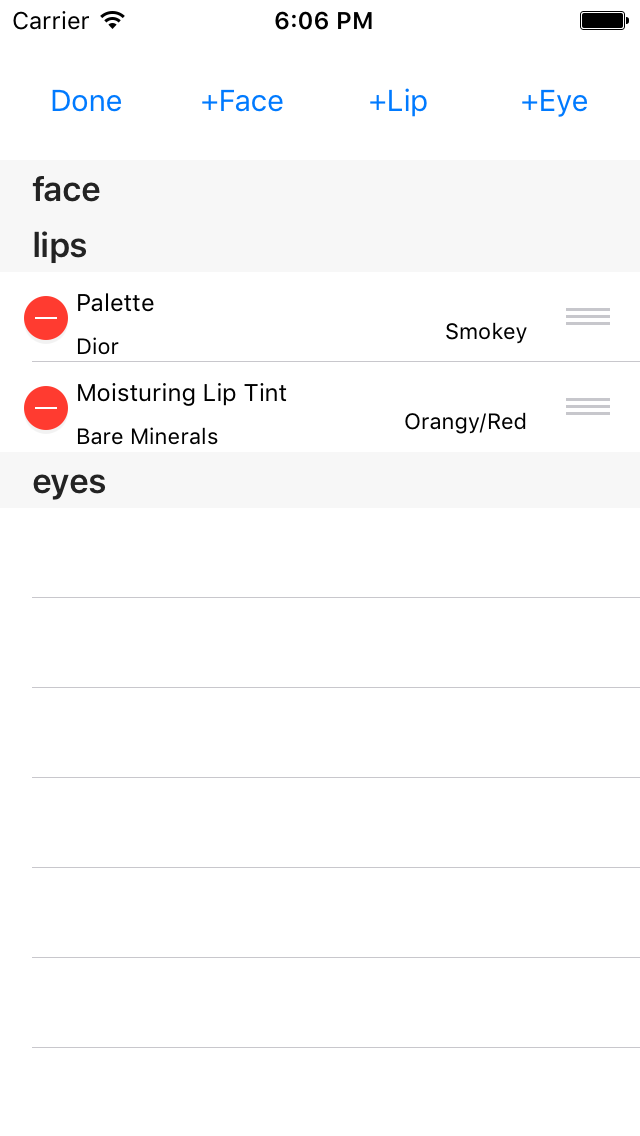 Carrier 6:06 PM
Done +Face +Lip +Eye
face
lips
Palette
Smokey
Dior
Moisturing Lip Tint
Orangy/Red
Bare Minerals
eyes